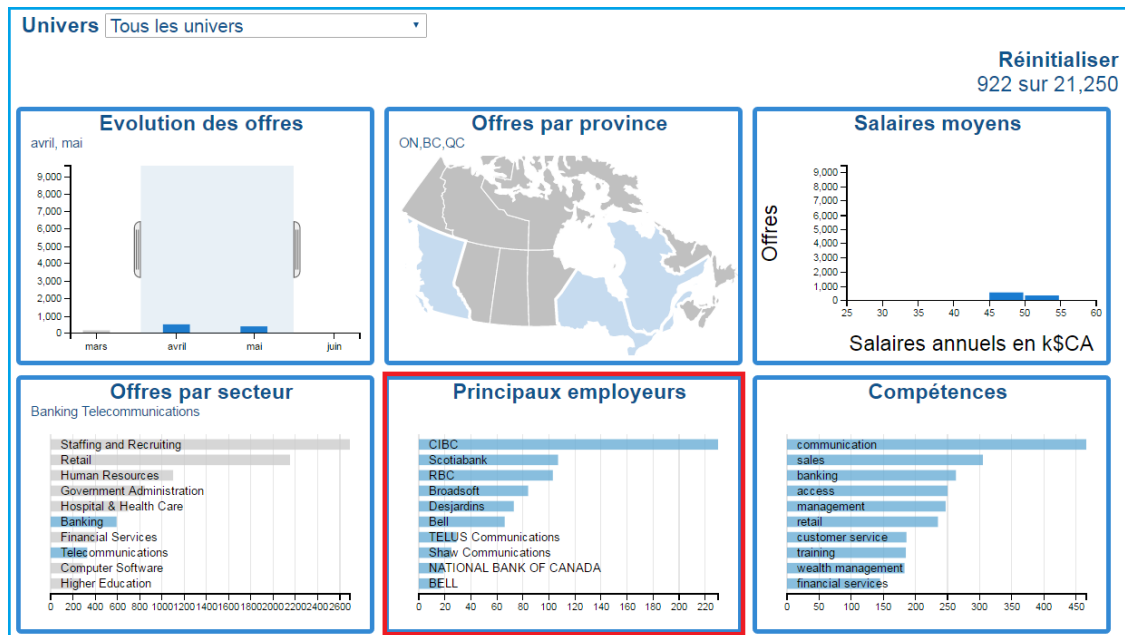 Univers Tous les univers
Réinitialiser
922 sur 21,250
Evolution des offres
avril, mai
9,000
8,000
7,000
6,000
5,000
4,000
3,000
2,000
1,000
0
mars avril mai juin
Offres par province
ON,BC,QC
Salaires moyens
Offres
9,000
8,000
7,000
6,000
5,000
4,000
3,000
2,000
1,000
0
25 30 35 40 45 50 55 60
Salaires annuels en k$CA
Offres par secteur
Banking Telecommunications
Staffing and Recruiting
Retail
Human Resources
Government Administration
Hospital & Health Care
Banking
Financial Services
Telecommunications
Computer Software
Higher Education
0 200 400 600 800 1000 1200 1400 1600 1800 2000 2200 2400 2600
Principaux employeurs
CIBC
Scotiabank
RBC
Broadsoft
Desjardins
Bell
TELUS Communications
Shaw Communications
NATIONAL BANK OF CANADA
BELL
0 20 40 60 80 100 120 140 160 180 200 220
Compétences
communication
sales
banking
access
management
retail
customer service
training
wealth management
financial services
0 50 100 150 200 250 300 350 400 450